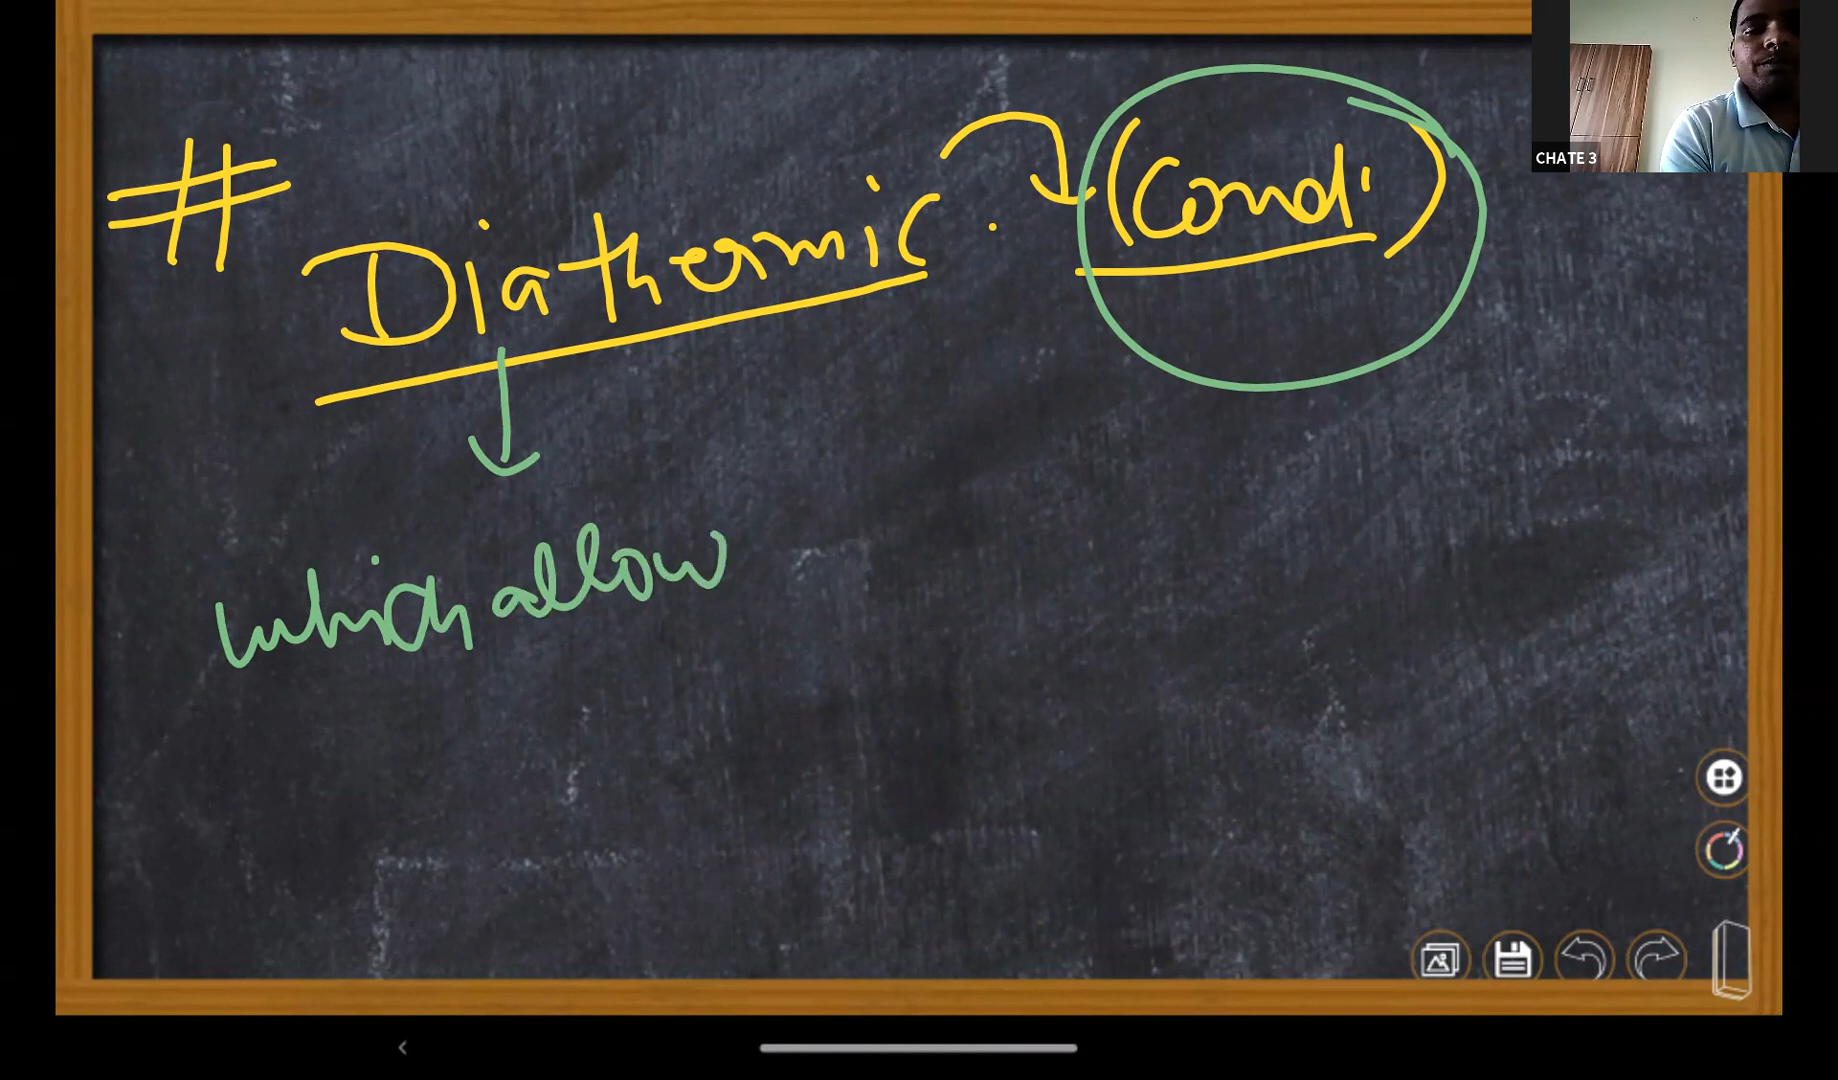 # Diathermic. (Cond')
which allow
CHATE 3